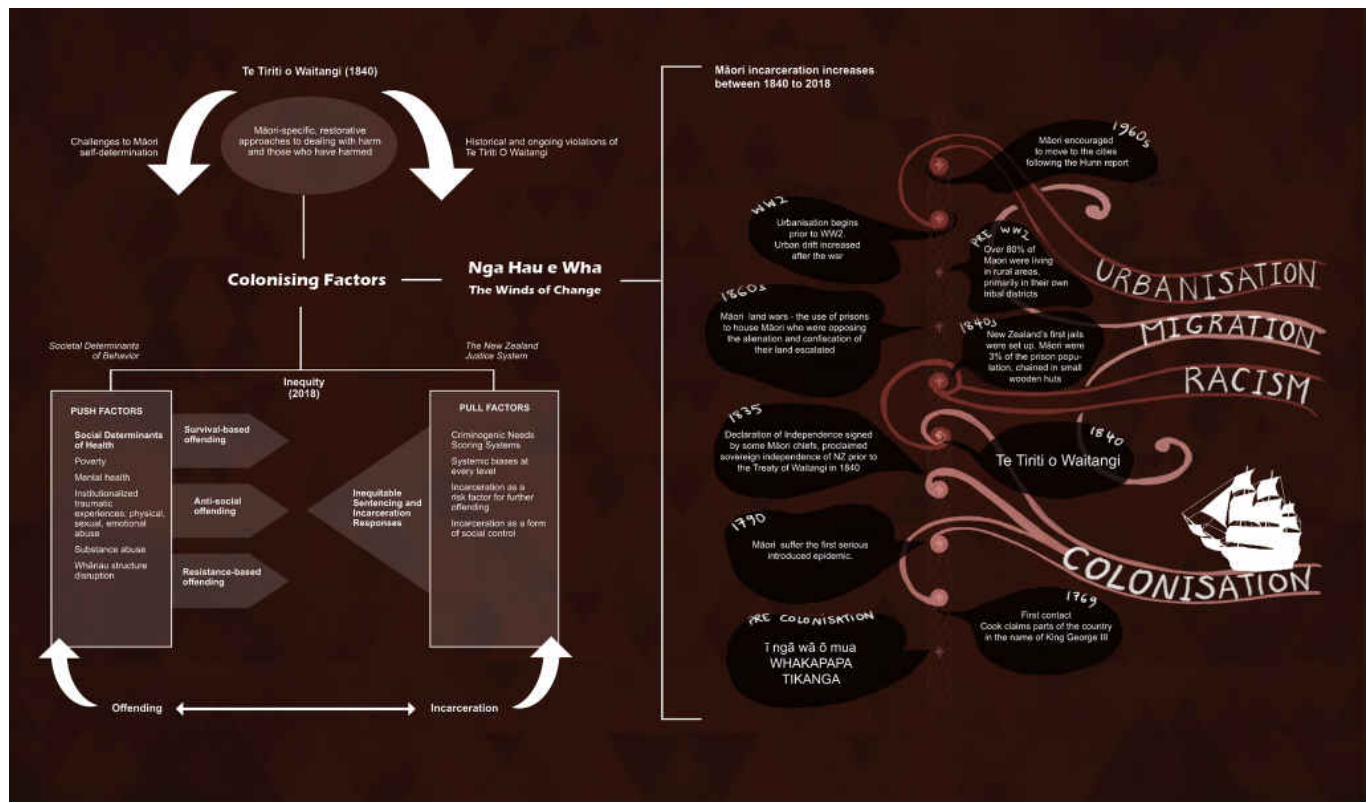 Te Tiriti o Waitangi (1840)
Māori-specific, restorative
approaches to dealing with harm
and those who have harmed
Challenges to Māori
self-determination
Historical and ongoing violations of
Te Tiriti O Waitangi
Colonising Factors
Nga Hau e Wha
The Winds of Change
Societal Determinants
of Behavior
The New Zealand
Justice System
Inequity
(2018)
PUSH FACTORS
Social Determinants
of Health
Poverty
Mental health
Institutionalized
traumatic
experiences; physical,
sexual, emotional
abuse
Substance abuse
Whānau structure
disruption
Survival-based
offending
Anti-social
offending
Resistance-based
offending
Inequitable
Sentencing and
Incarceration
Responses
PULL FACTORS
Criminogenic Needs
Scoring Systems
Systemic biases at
every level
Incarceration as a
risk factor for further
offending
Incarceration as a form
of social control
Offending
Incarceration
Māori incarceration increases
between 1840 to 2018
1960s
Māori encouraged
to move to the cities
following the Hunn report
WW2
Urbanisation begins
prior to WW2.
Urban drift increased
after the war
PRE WW2
Over 80% of
Maori were living
in rural areas,
primarily in their own
tribal districts
1860s
Māori land wars - the use of prisons
to house Māori who were opposing
the alienation and confiscation of
their land escalated
1840s
New Zealand's first jails
were set up. Māori were
3% of the prison popu-
lation, chained in small
wooden huts
1835
Declaration of Independence signed
by some Māori chiefs, proclaimed
sovereign independence of NZ prior to
the Treaty of Waitangi in 1840
1840
Te Tiriti o Waitangi
1790
Māori suffer the first serious
introduced epidemic.
1769
First contact
Cook claims parts of the country
in the name of King George III
PRE COLONISATION
ī ngā wā ō mua
WHAKAPAPA
TIKANGA
URBANISATION
MIGRATION
RACISM
COLONISATION